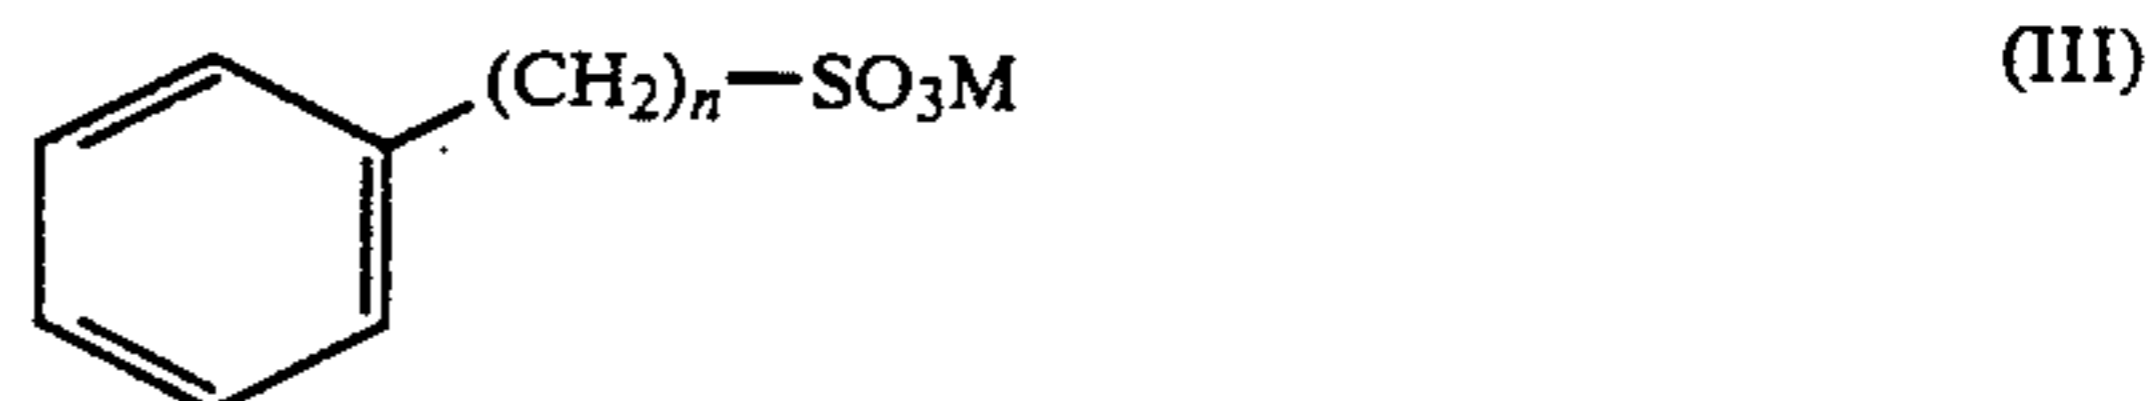 (CH₂)ₙ—SO₃M (III)